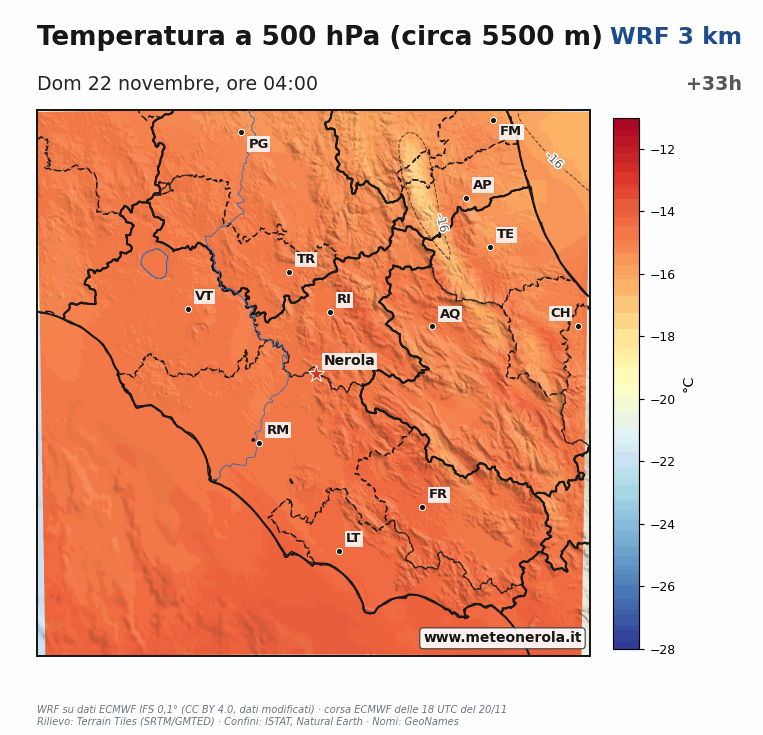 Temperatura a 500 hPa (circa 5500 m) WRF 3 km
Dom 22 novembre, ore 04:00
+33h
FM
PG
-16
AP
-16
TE
TR
VT
RI
AQ
CH
Nerola
RM
FR
LT
www.meteonerola.it
−12
−14
−16
−18
−20
−22
−24
−26
−28
°C
WRF su dati ECMWF IFS 0,1° (CC BY 4.0, dati modificati) · corsa ECMWF delle 18 UTC del 20/11
Rilievo: Terrain Tiles (SRTM/GMTED) · Confini: ISTAT, Natural Earth · Nomi: GeoNames